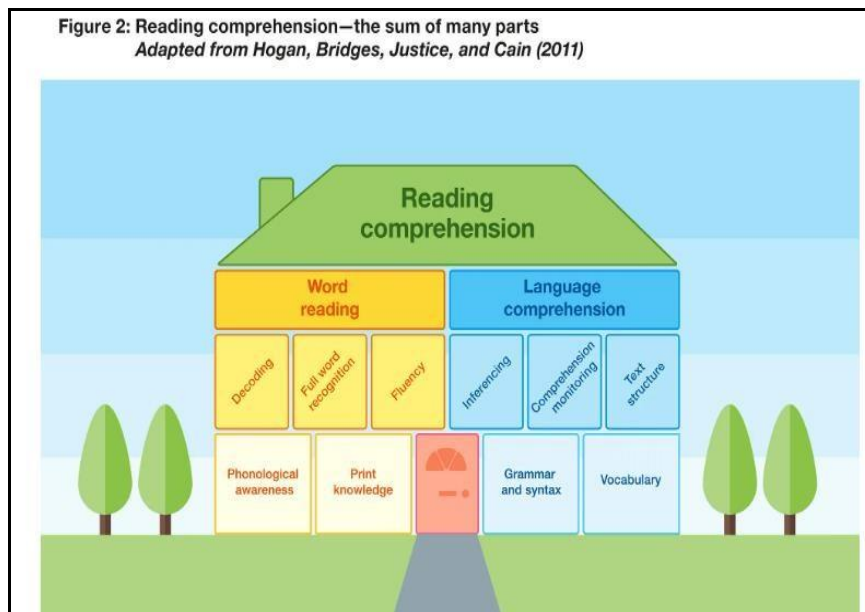 Figure 2: Reading comprehension—the sum of many parts
Adapted from Hogan, Bridges, Justice, and Cain (2011)
Reading
comprehension
Word
reading
Language
comprehension
Decoding
Full word
recognition
Fluency
Inferencing
Comprehension
monitoring
Text
structure
Phonological
awareness
Print
knowledge
Grammar
and syntax
Vocabulary